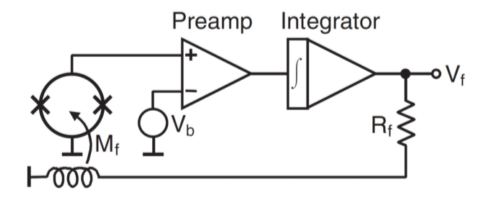 Preamp Integrator
+
−
∫
V_f
V_b
R_f
M_f